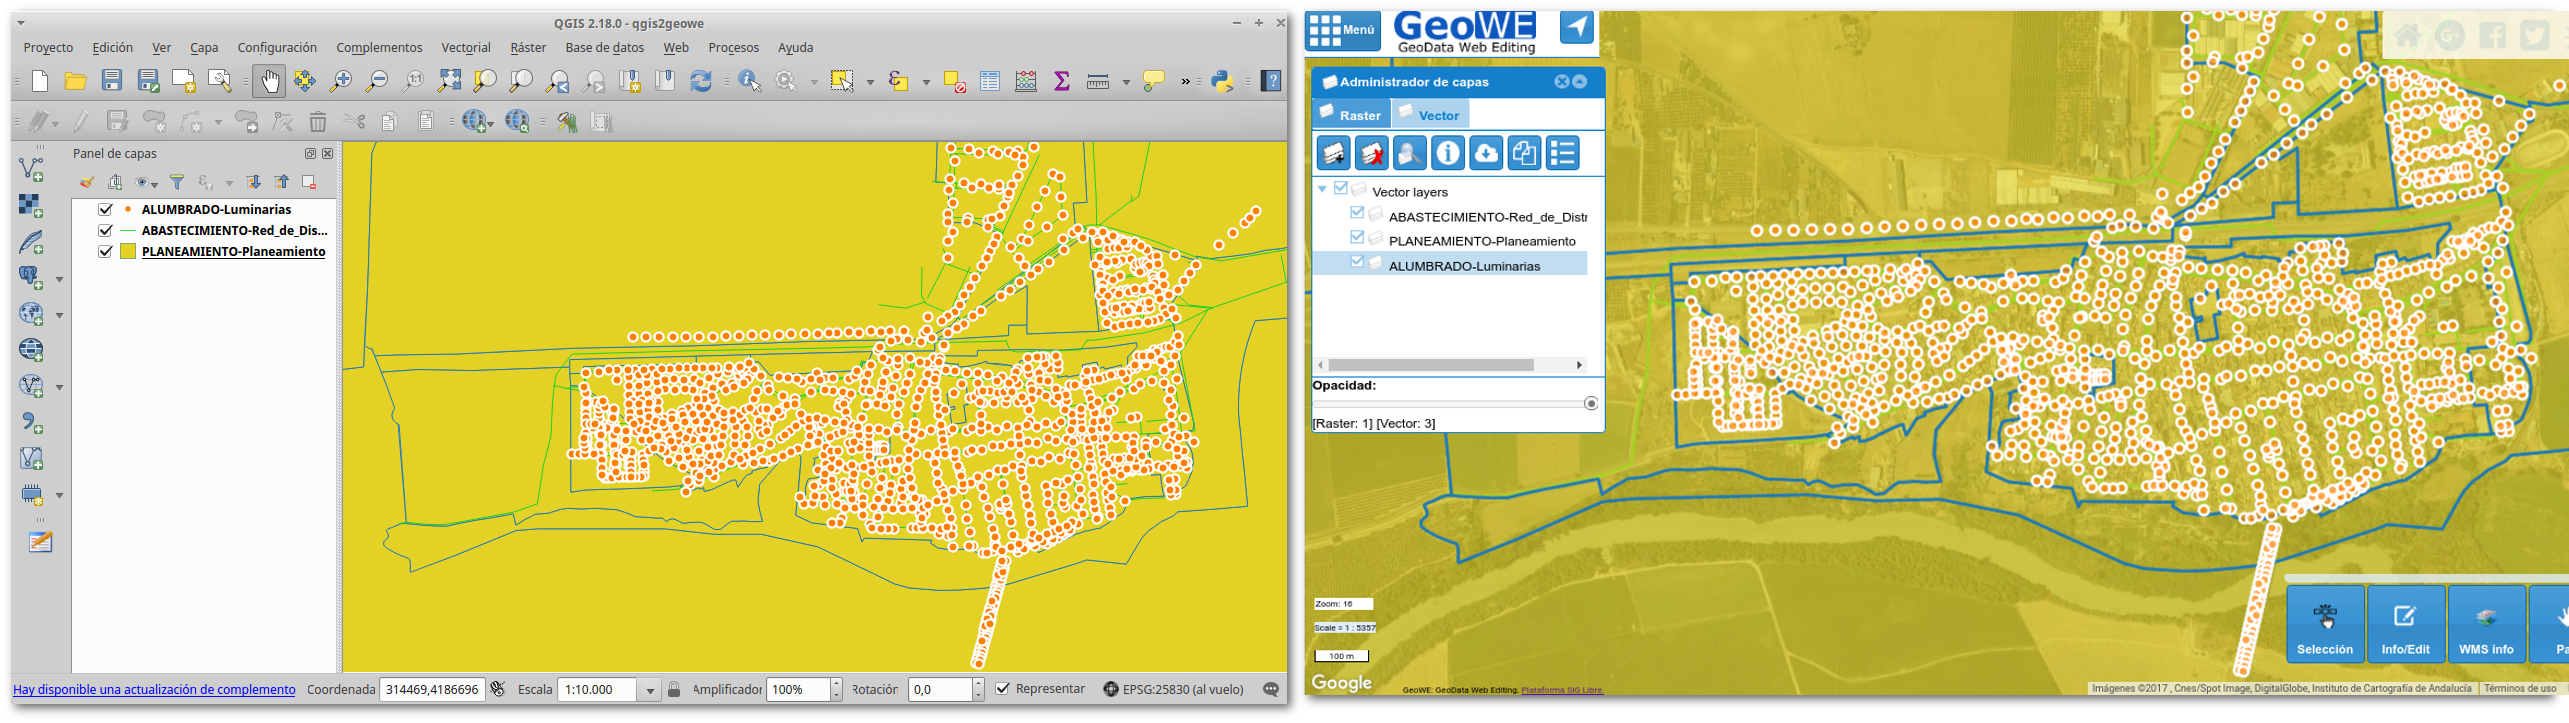 QGIS 2.18.0 - qgis2geowe
Proyecto Edición Ver Capa Configuración Complementos Vectorial Ráster Base de datos Web Procesos Ayuda
Panel de capas
ALUMBRADO-Luminarias
ABASTECIMIENTO-Red_de_Dis...
PLANEAMIENTO-Planeamiento
Hay disponible una actualización de complemento Coordenada 314469,4186696 Escala 1:10.000 Amplificador 100% Rotación 0,0 Representar EPSG:25830 (al vuelo)
Menú
GeoWE
GeoData Web Editing
Administrador de capas
Raster Vector
Vector layers
ABASTECIMIENTO-Red_de_Distr
PLANEAMIENTO-Planeamiento
ALUMBRADO-Luminarias
Opacidad:
[Raster: 1] [Vector: 3]
Zoom: 16
Scale = 1 : 5357
100 m
Google
GeoWE: GeoData Web Editing. Plataforma SIG Libre.
Selección Info/Edit WMS info Pa
Imágenes ©2017 , Cnes/Spot Image, DigitalGlobe, Instituto de Cartografía de Andalucía Términos de uso